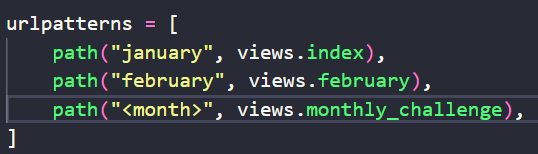 urlpatterns = [
    path("january", views.index),
    path("february", views.february),
    path("<month>", views.monthly_challenge),
]